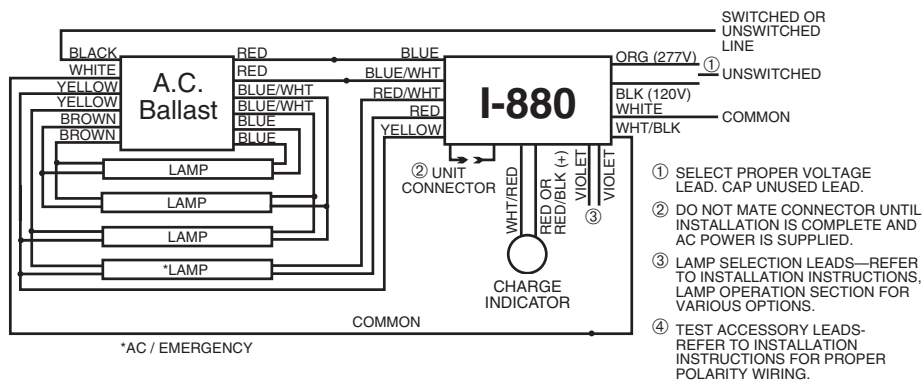 SWITCHED OR
UNSWITCHED
LINE
BLACK
WHITE
YELLOW
YELLOW
BROWN
BROWN
A.C.
Ballast
RED
RED
BLUE/WHT
BLUE/WHT
BLUE
BLUE
BLUE
BLUE/WHT
RED/WHT
RED
YELLOW
I-880
ORG (277V)
①
UNSWITCHED
BLK (120V)
WHITE
COMMON
WHT/BLK
LAMP
LAMP
LAMP
*LAMP
② UNIT
CONNECTOR
WHT/RED
RED OR
RED/BLK (+)
VIOLET
VIOLET
③
CHARGE
INDICATOR
COMMON
*AC / EMERGENCY
① SELECT PROPER VOLTAGE
LEAD. CAP UNUSED LEAD.
② DO NOT MATE CONNECTOR UNTIL
INSTALLATION IS COMPLETE AND
AC POWER IS SUPPLIED.
③ LAMP SELECTION LEADS—REFER
TO INSTALLATION INSTRUCTIONS,
LAMP OPERATION SECTION FOR
VARIOUS OPTIONS.
④ TEST ACCESSORY LEADS-
REFER TO INSTALLATION
INSTRUCTIONS FOR PROPER
POLARITY WIRING.